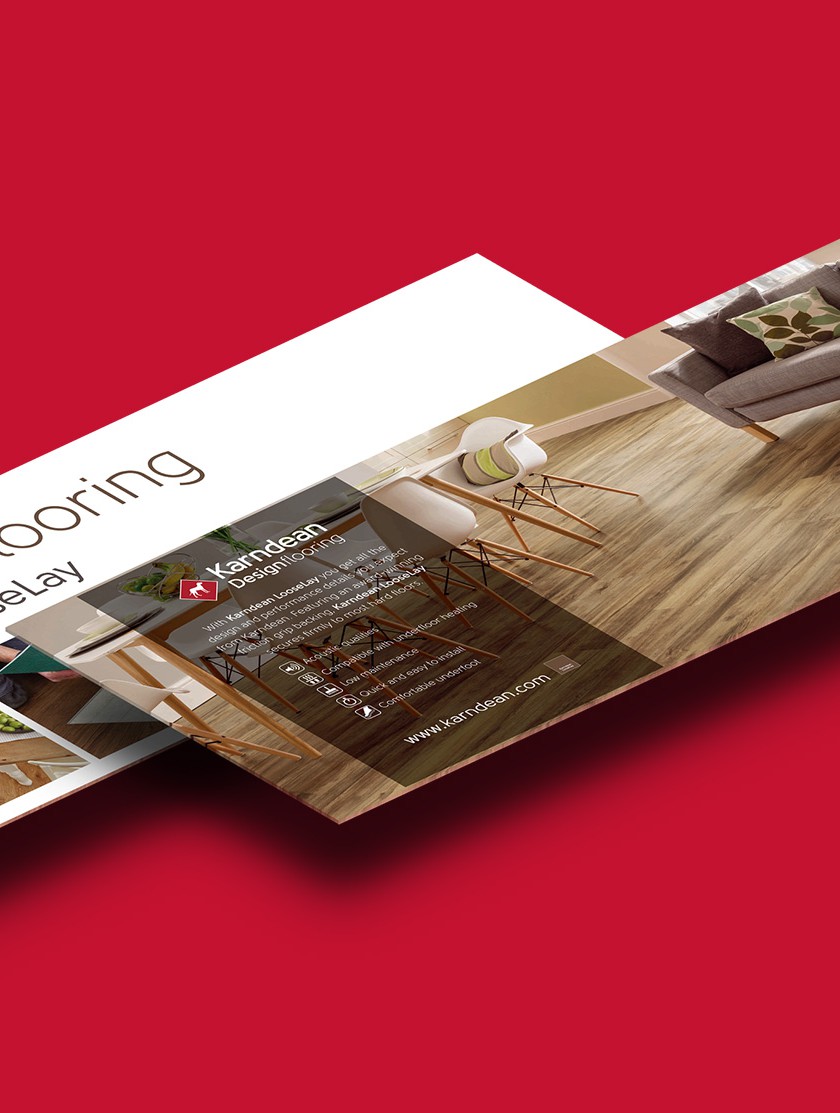 looring
seLay
Karndean
Designflooring
With Karndean LooseLay you get all the
design and performance details you expect
from Karndean. Featuring an award winning
friction grip backing, Karndean LooseLay
secures firmly to most hard floors.
Acoustic qualities
Compatible with underfloor heating
Low maintenance
Quick and easy to install
Comfortable underfoot
www.karndean.com